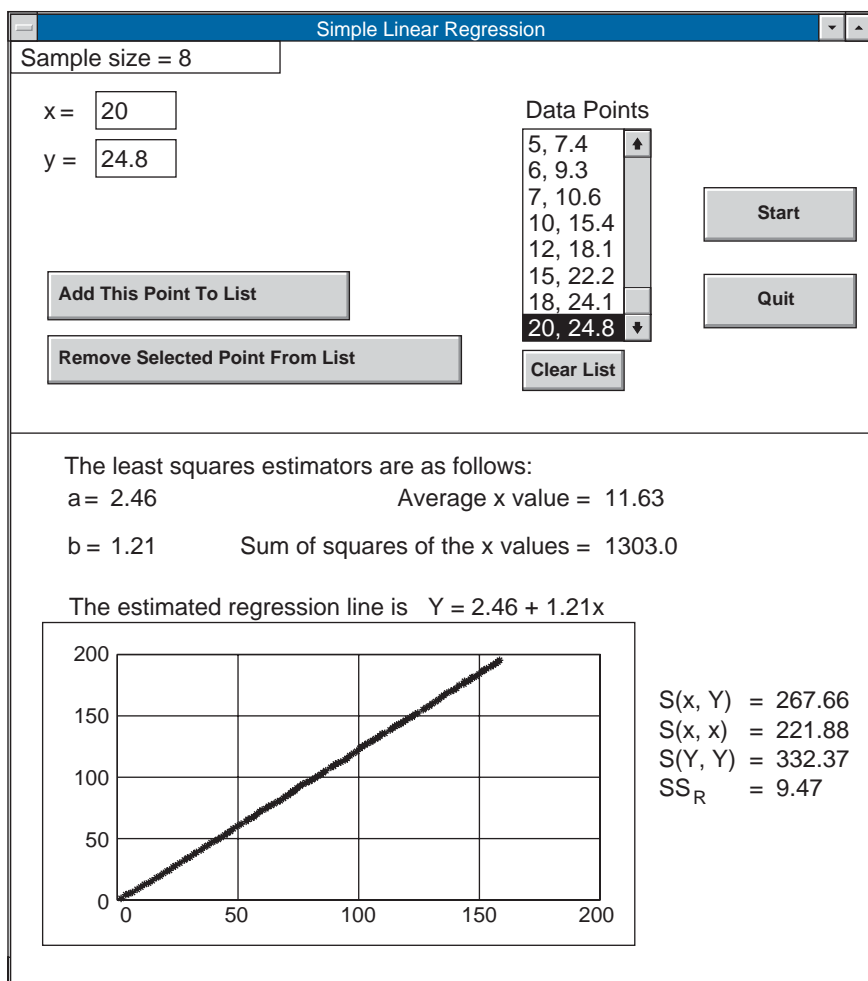 Simple Linear Regression
Sample size = 8
x = 20
y = 24.8
Data Points
5, 7.4
6, 9.3
7, 10.6
10, 15.4
12, 18.1
15, 22.2
18, 24.1
20, 24.8
Start
Quit
Add This Point To List
Remove Selected Point From List
Clear List
The least squares estimators are as follows:
a = 2.46 Average x value = 11.63
b = 1.21 Sum of squares of the x values = 1303.0
The estimated regression line is Y = 2.46 + 1.21x
200
150
100
50
0
0 50 100 150 200
S(x, Y) = 267.66
S(x, x) = 221.88
S(Y, Y) = 332.37
SS_R = 9.47